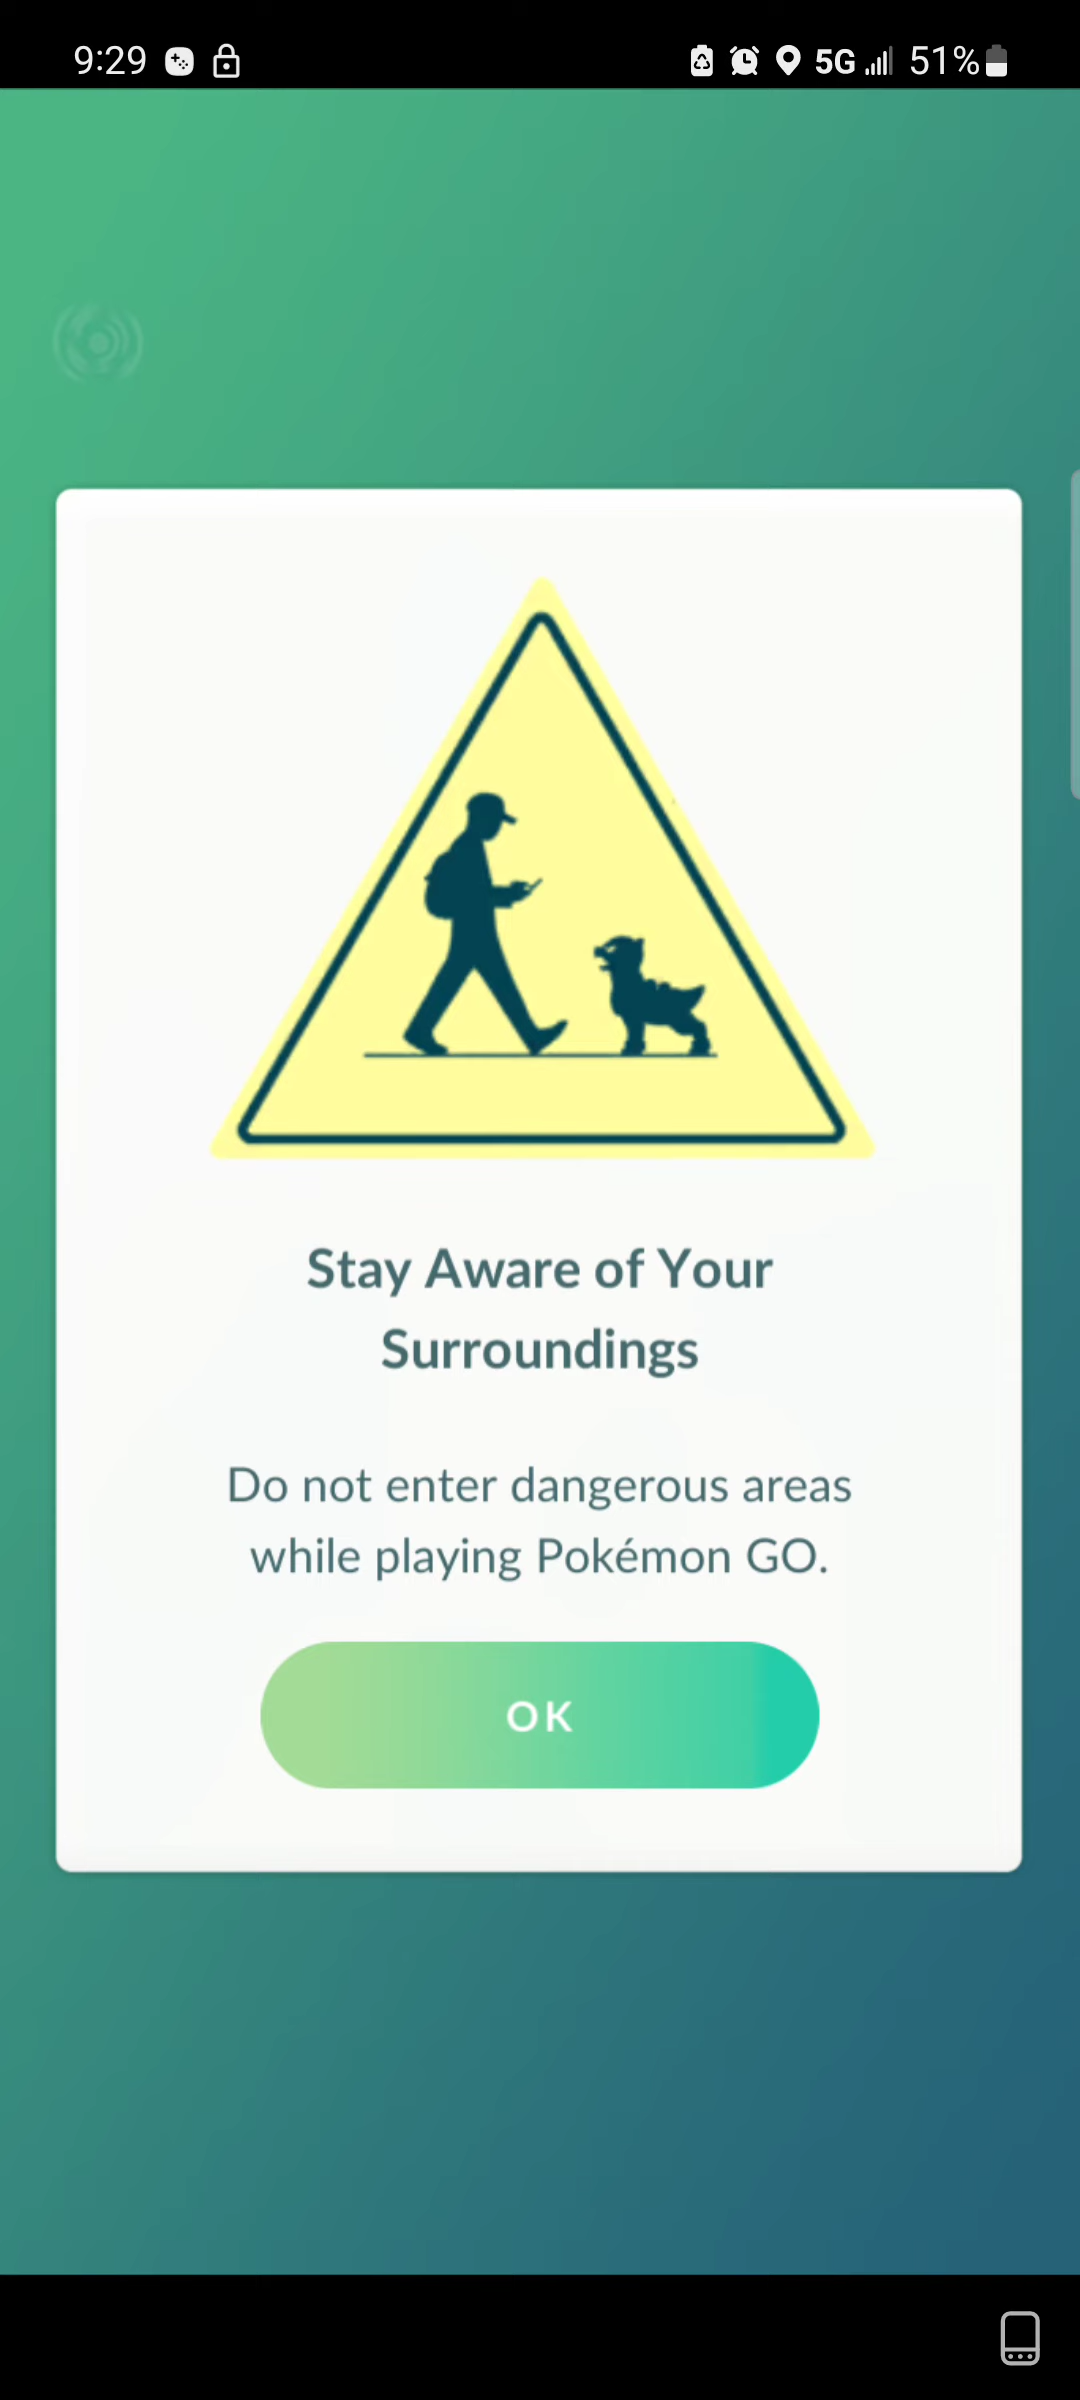 9:29 5G 51%
Stay Aware of Your
Surroundings
Do not enter dangerous areas
while playing Pokémon GO.
OK